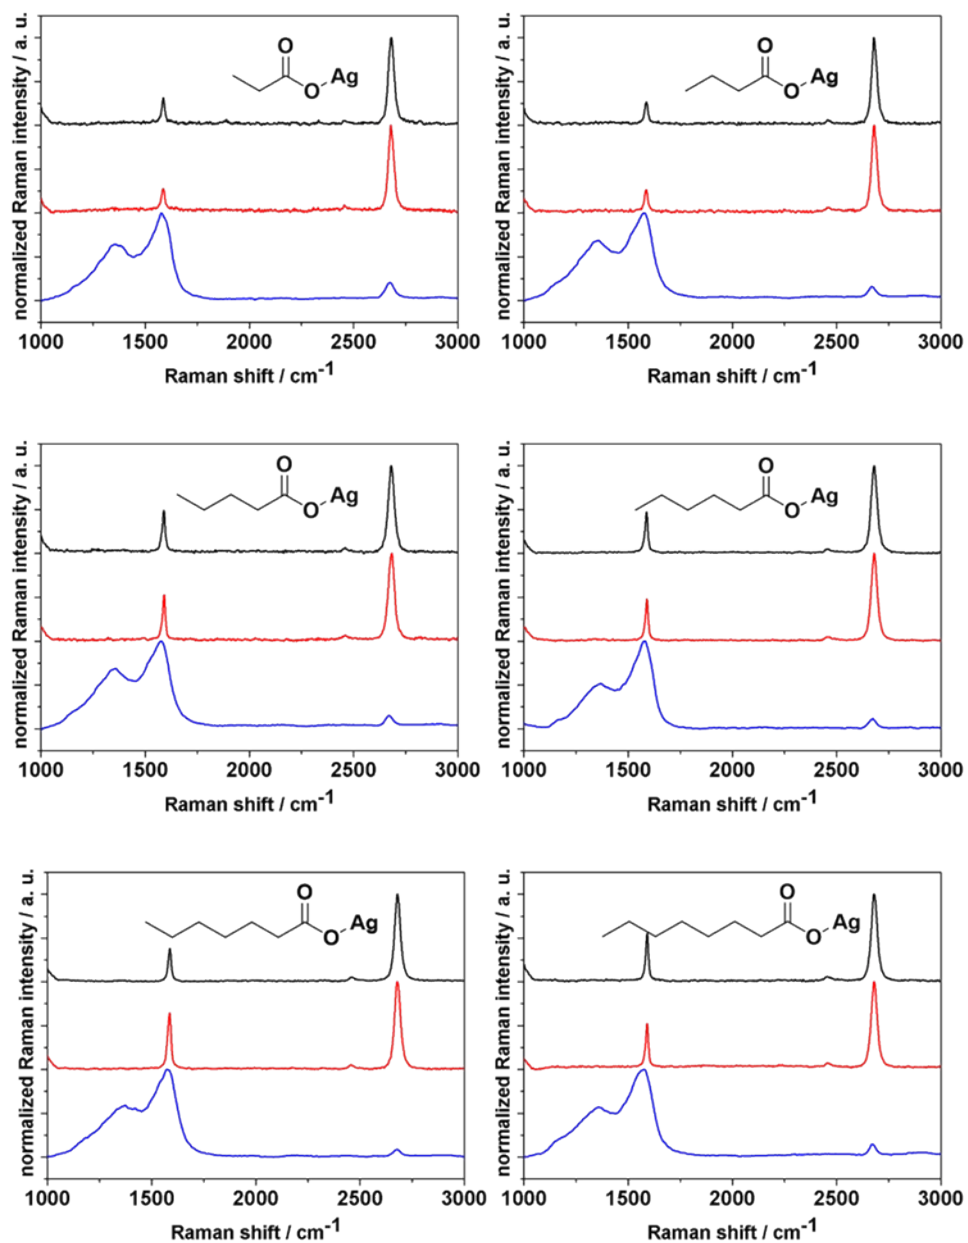 normalized Raman intensity / a. u.
O
O
Ag
1000 1500 2000 2500 3000
Raman shift / cm-1
normalized Raman intensity / a. u.
O
O
Ag
1000 1500 2000 2500 3000
Raman shift / cm-1
normalized Raman intensity / a. u.
O
O
Ag
1000 1500 2000 2500 3000
Raman shift / cm-1
normalized Raman intensity / a. u.
O
O
Ag
1000 1500 2000 2500 3000
Raman shift / cm-1
normalized Raman intensity / a. u.
O
O
Ag
1000 1500 2000 2500 3000
Raman shift / cm-1
normalized Raman intensity / a. u.
O
O
Ag
1000 1500 2000 2500 3000
Raman shift / cm-1